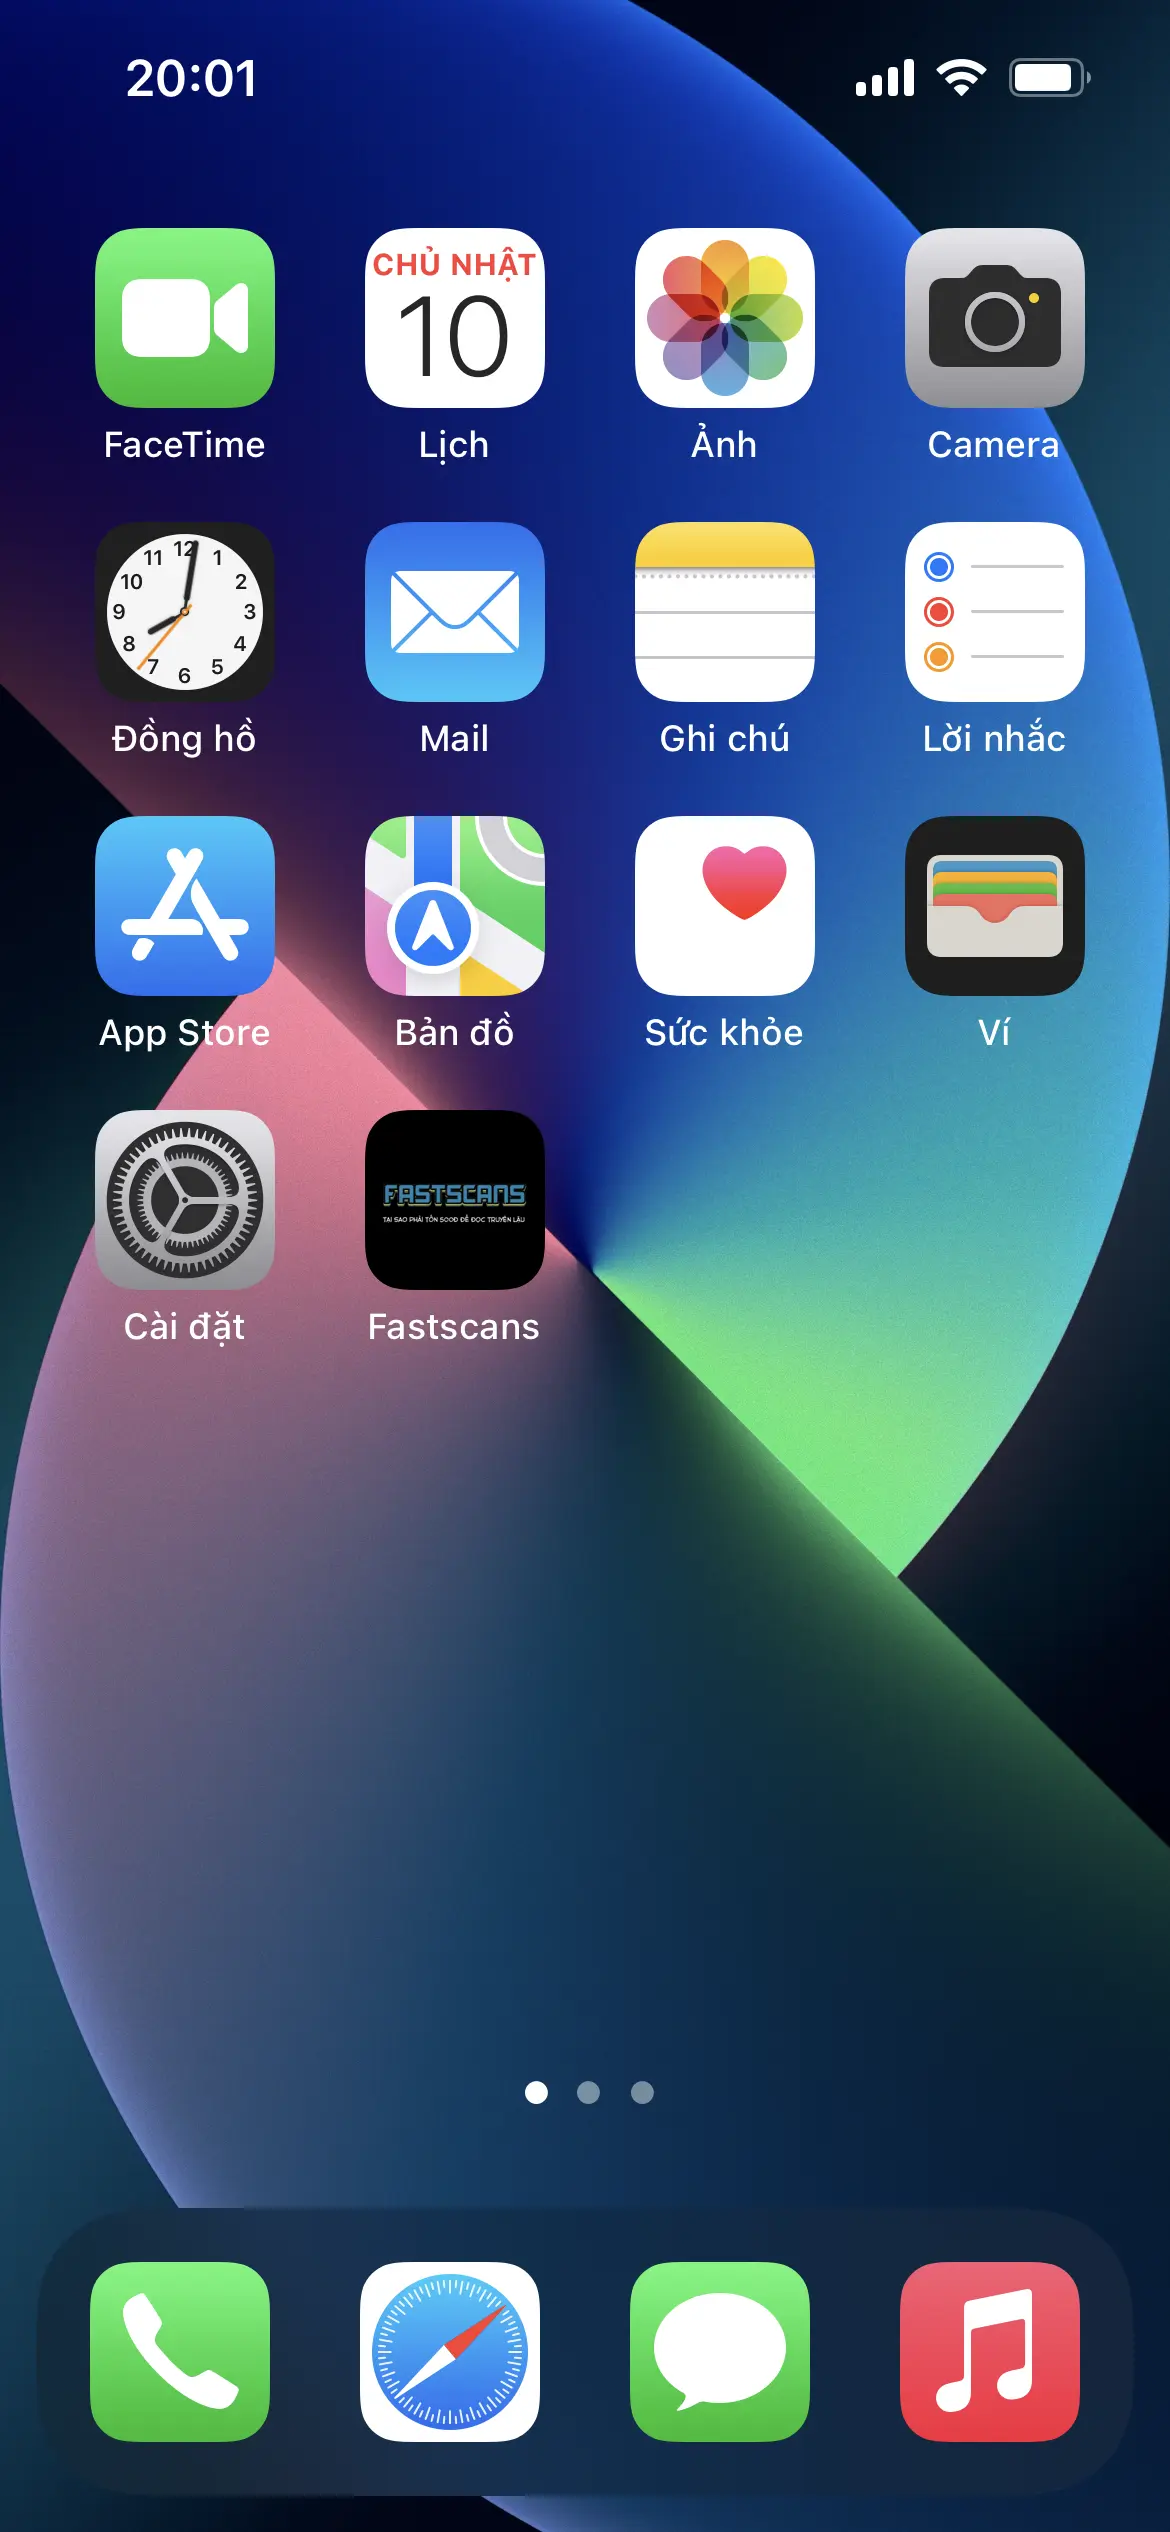 20:01
CHỦ NHẬT
10
FaceTime
Lịch
Ảnh
Camera
12
1
2
3
4
5
6
7
8
9
10
11
Đồng hồ
Mail
Ghi chú
Lời nhắc
App Store
Bản đồ
Sức khỏe
Ví
FASTSCANS
TẠI SAO PHẢI TỐN 500Đ ĐỂ ĐỌC TRUYỆN LẬU
Cài đặt
Fastscans